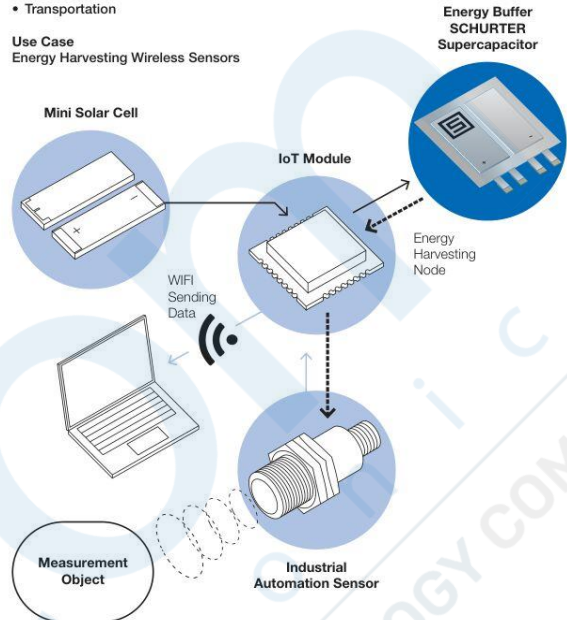 • Transportation
Use Case
Energy Harvesting Wireless Sensors
Energy Buffer
SCHURTER
Supercapacitor
Mini Solar Cell
IoT Module
Energy
Harvesting
Node
WIFI
Sending
Data
Measurement
Object
Industrial
Automation Sensor